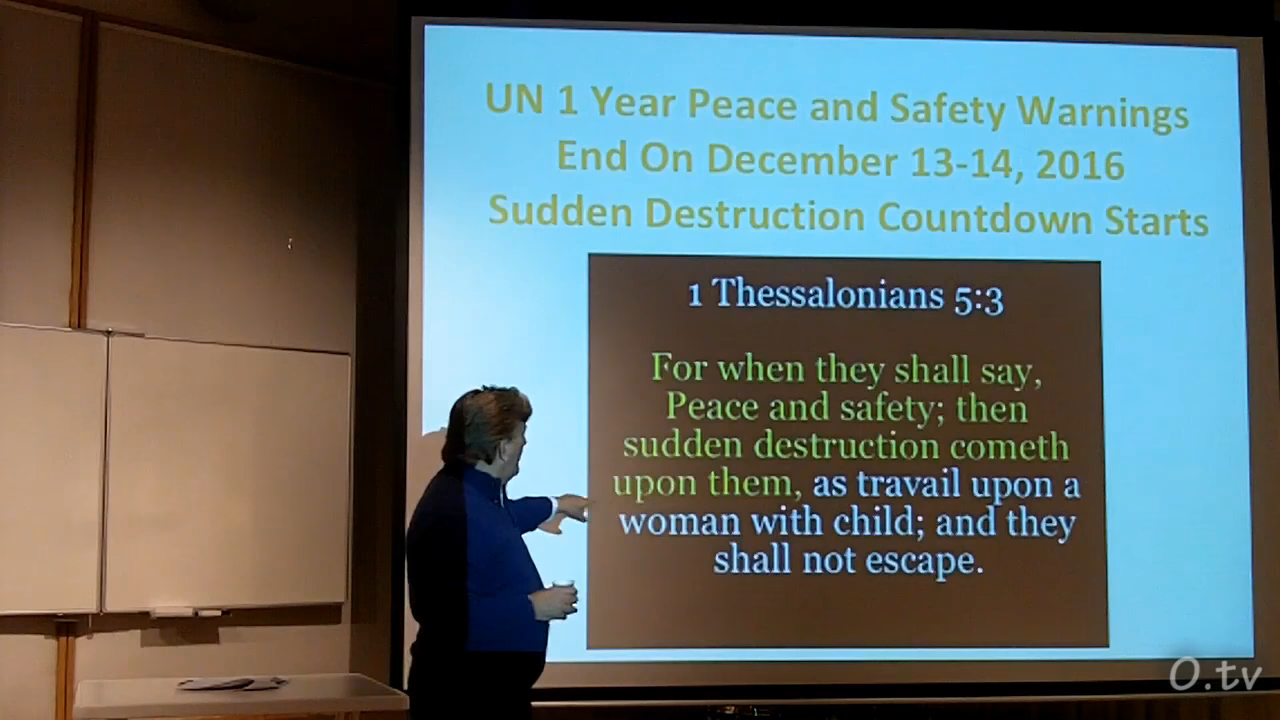 UN 1 Year Peace and Safety Warnings
End On December 13-14, 2016
Sudden Destruction Countdown Starts
1 Thessalonians 5:3
For when they shall say,
Peace and safety; then
sudden destruction cometh
upon them, as travail upon a
woman with child; and they
shall not escape.
O.tv